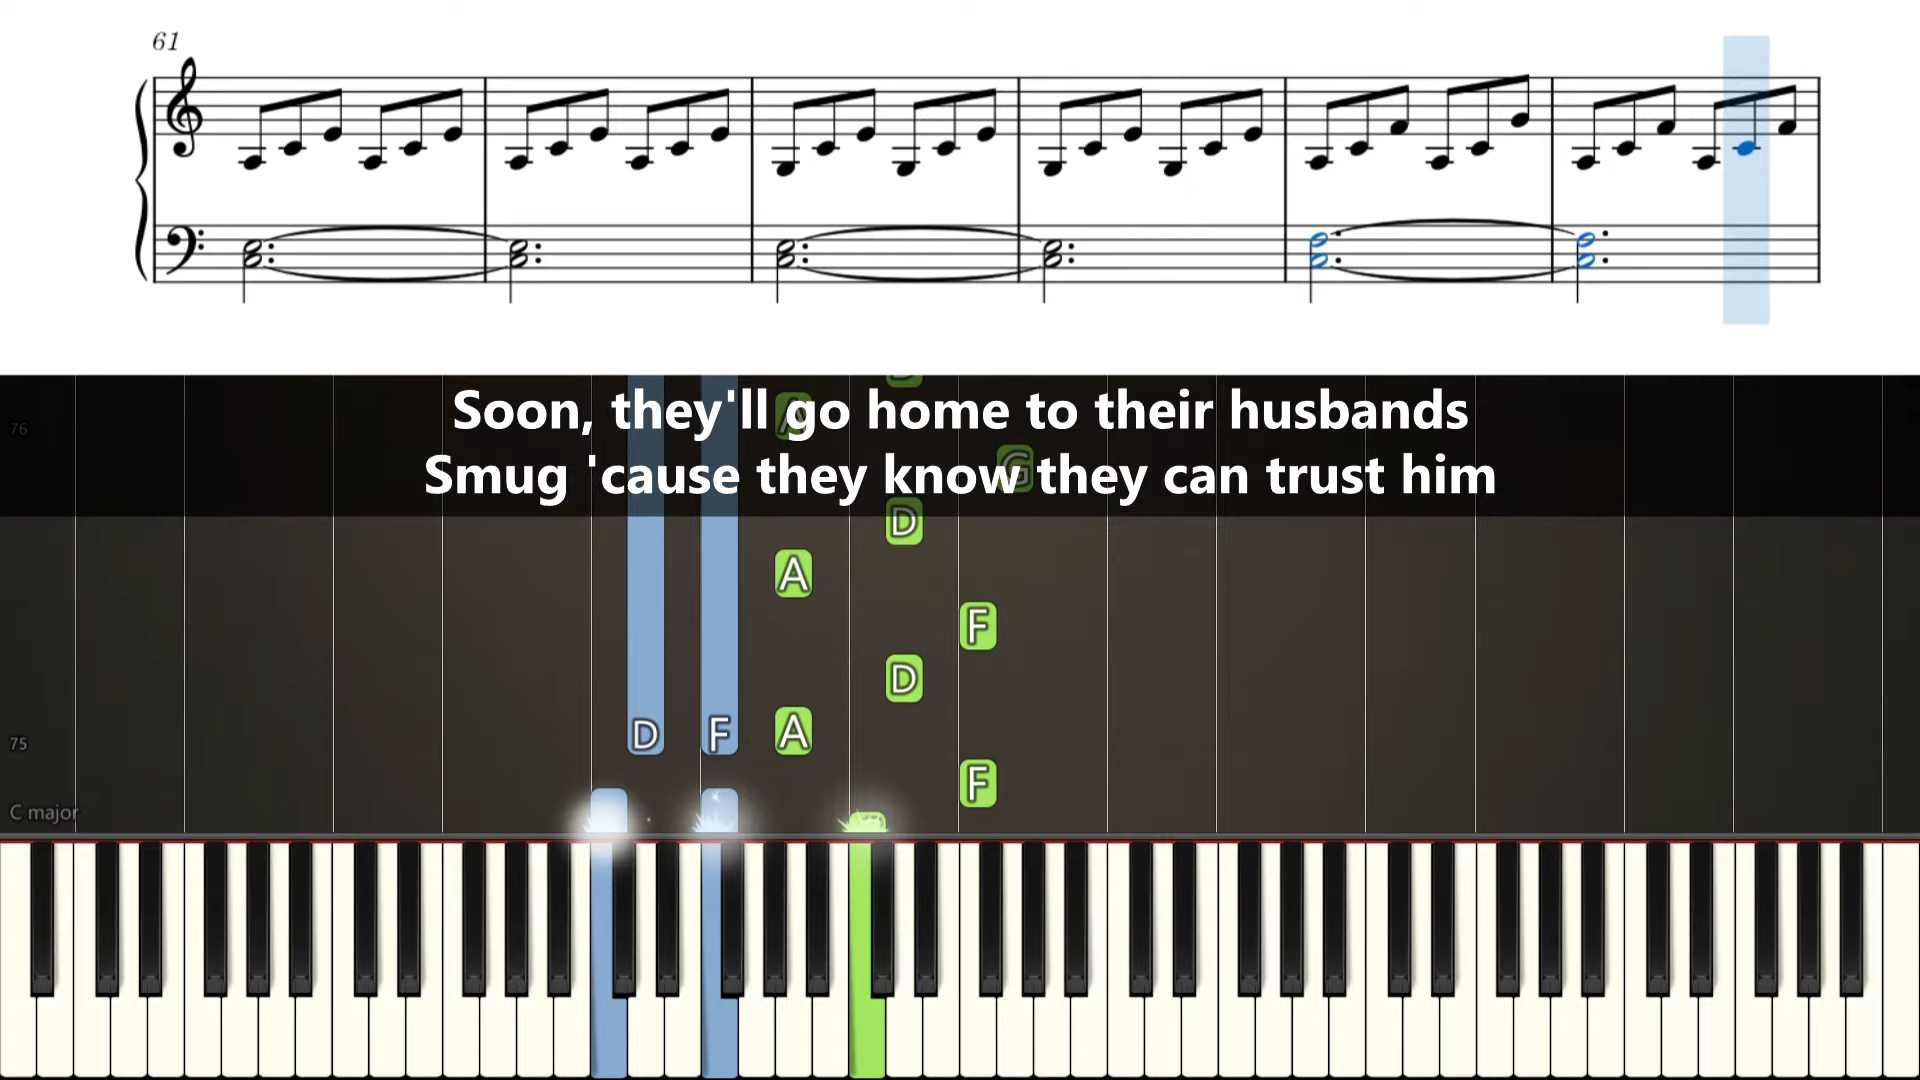 61
Soon, they'll go home to their husbands
Smug 'cause they know they can trust him
76
A
G
D
A
F
D
75
D F A
F
C major